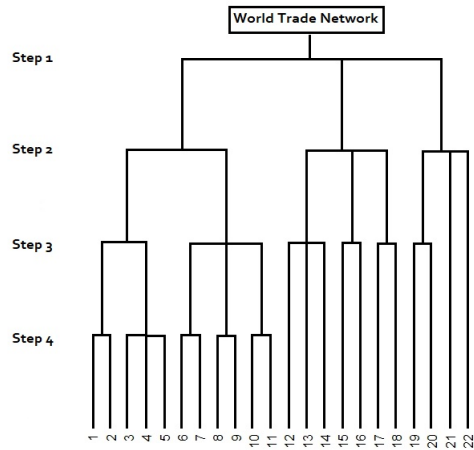 World Trade Network
Step 1
Step 2
Step 3
Step 4
1 2 3 4 5 6 7 8 9 10 11 12 13 14 15 16 17 18 19 20 21 22